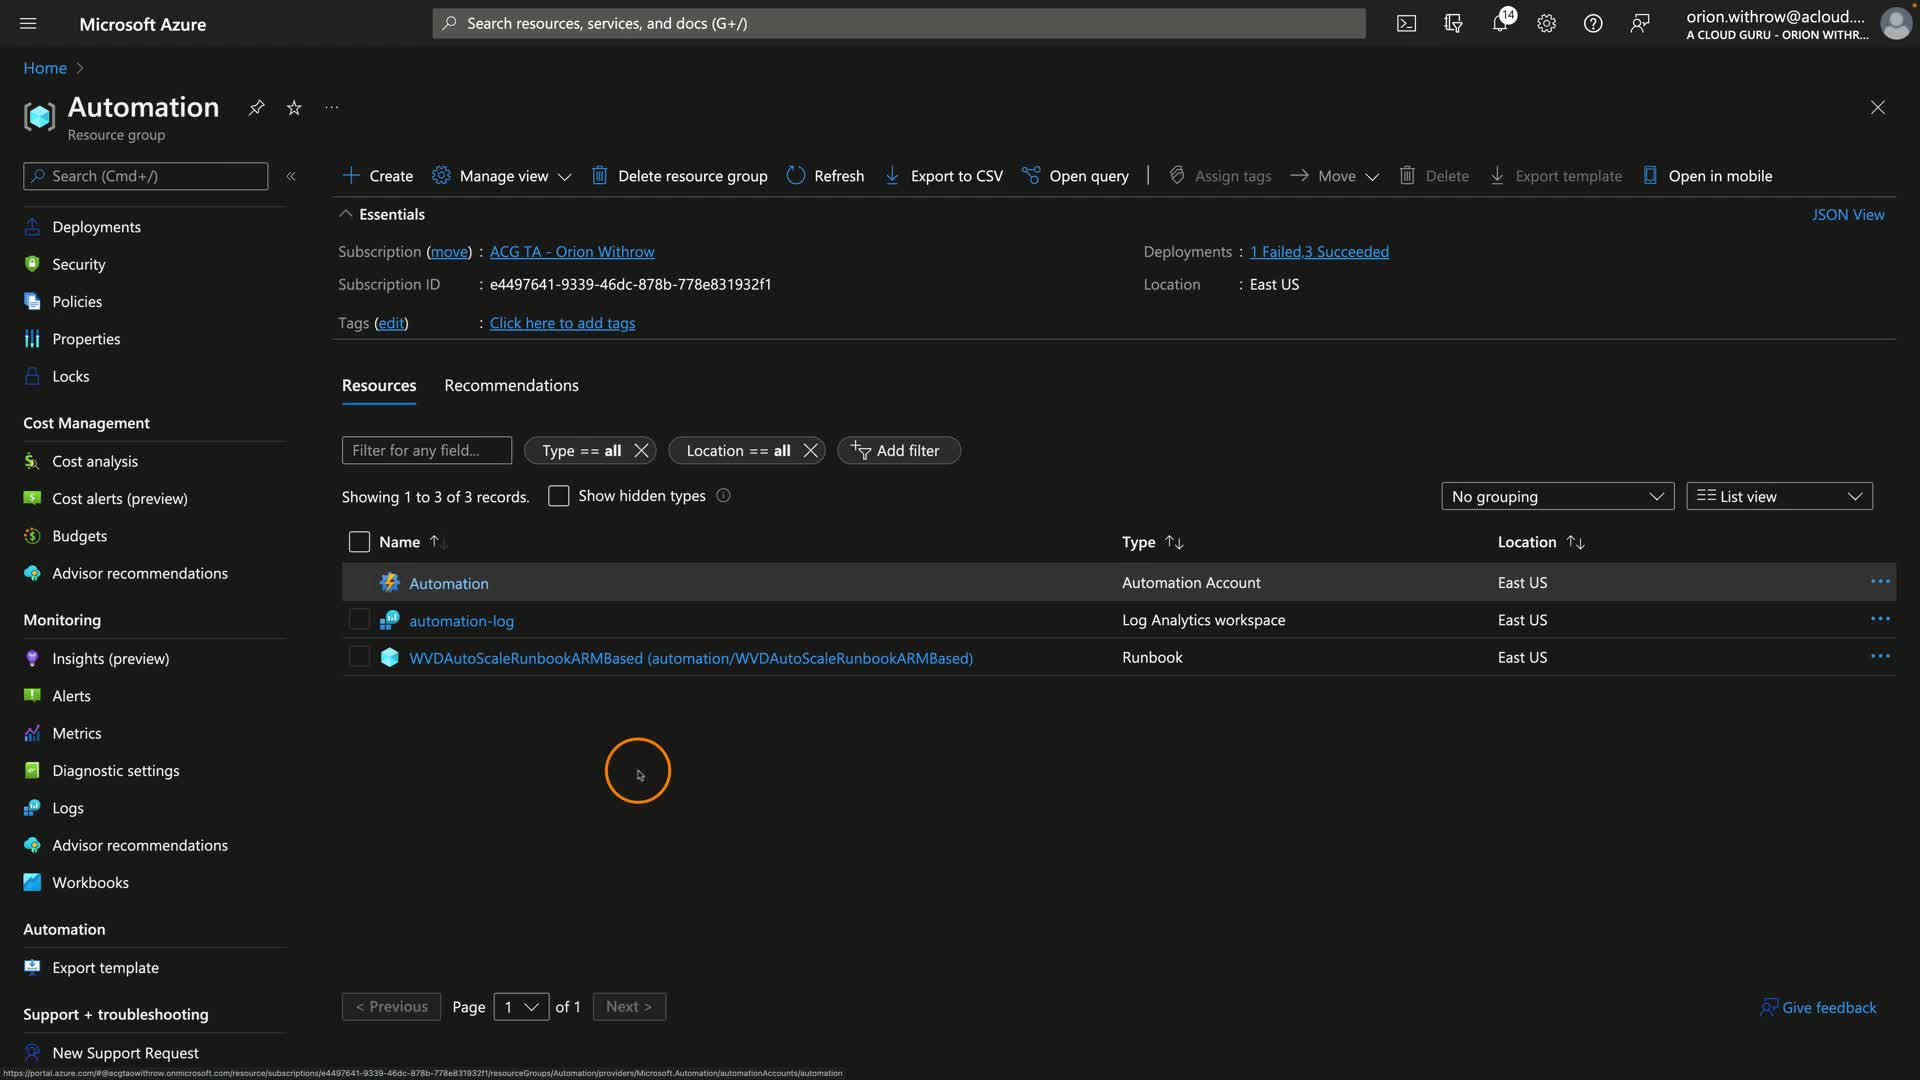 Microsoft Azure
Search resources, services, and docs (G+/)
14
orion.withrow@acloud....
A CLOUD GURU - ORION WITHR...
Home
Automation
Resource group
Search (Cmd+/)
Create
Manage view
Delete resource group
Refresh
Export to CSV
Open query
Assign tags
Move
Delete
Export template
Open in mobile
Essentials
JSON View
Subscription (move) : ACG TA - Orion Withrow
Deployments : 1 Failed,3 Succeeded
Subscription ID : e4497641-9339-46dc-878b-778e831932f1
Location : East US
Tags (edit) : Click here to add tags
Deployments
Security
Policies
Properties
Locks
Cost Management
Cost analysis
Cost alerts (preview)
Budgets
Advisor recommendations
Monitoring
Insights (preview)
Alerts
Metrics
Diagnostic settings
Logs
Advisor recommendations
Workbooks
Automation
Export template
Support + troubleshooting
New Support Request
Resources
Recommendations
Filter for any field...
Type == all
Location == all
Add filter
Showing 1 to 3 of 3 records.
Show hidden types
No grouping
List view
Name
Type
Location
Automation
Automation Account
East US
automation-log
Log Analytics workspace
East US
WVDAutoScaleRunbookARMBased (automation/WVDAutoScaleRunbookARMBased)
Runbook
East US
< Previous
Page 1 of 1
Next >
Give feedback
https://portal.azure.com/#@acgtaowithrow.onmicrosoft.com/resource/subscriptions/e4497641-9339-46dc-878b-778e831932f1/resourceGroups/Automation/providers/Microsoft.Automation/automationAccounts/automation